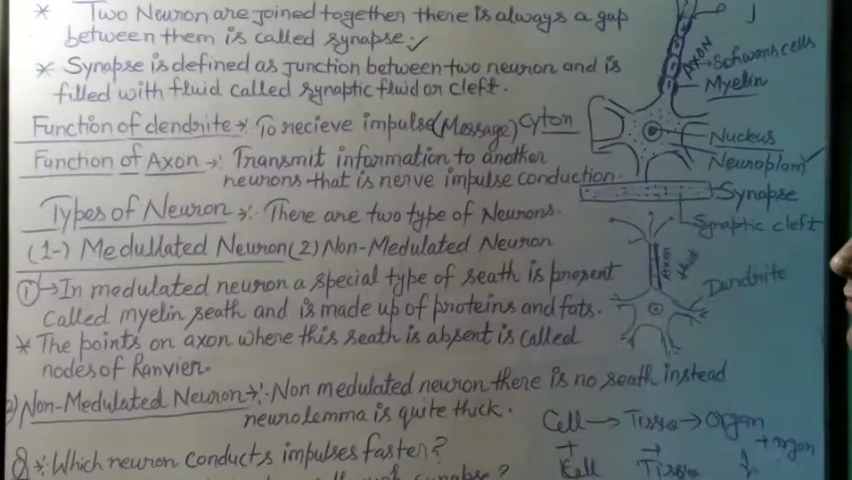 * Two Neuron are joined together there is always a gap
between them is called synapse.
* Synapse is defined as junction between two neuron and is
filled with fluid called synaptic fluid or cleft.
Function of dendrite →: To recieve impulse (Message)
Function of Axon →: Transmit information to another
neurons that is nerve impulse conduction.
Types of Neuron →: There are two type of Neurons.
(1-) Medullated Neuron (2) Non-Medulated Neuron
① → In medulated neuron a special type of seath is present
called myelin seath and is made up of proteins and fats.
* The points on axon where this seath is absent is called
nodes of Ranvier.
2) Non-Medulated Neuron →: Non medulated neuron there is no seath instead
neurolemma is quite thick.
Q →: Which neuron conducts impulses faster?
synapse?
AXON
Schwans cells
Myelin
Cyton
Nucleus
Neuroplam
Synapse
Synaptic cleft
Axon
Dendrite
Cell → Tissue → Organ
+ + + organ
Cell Tissue